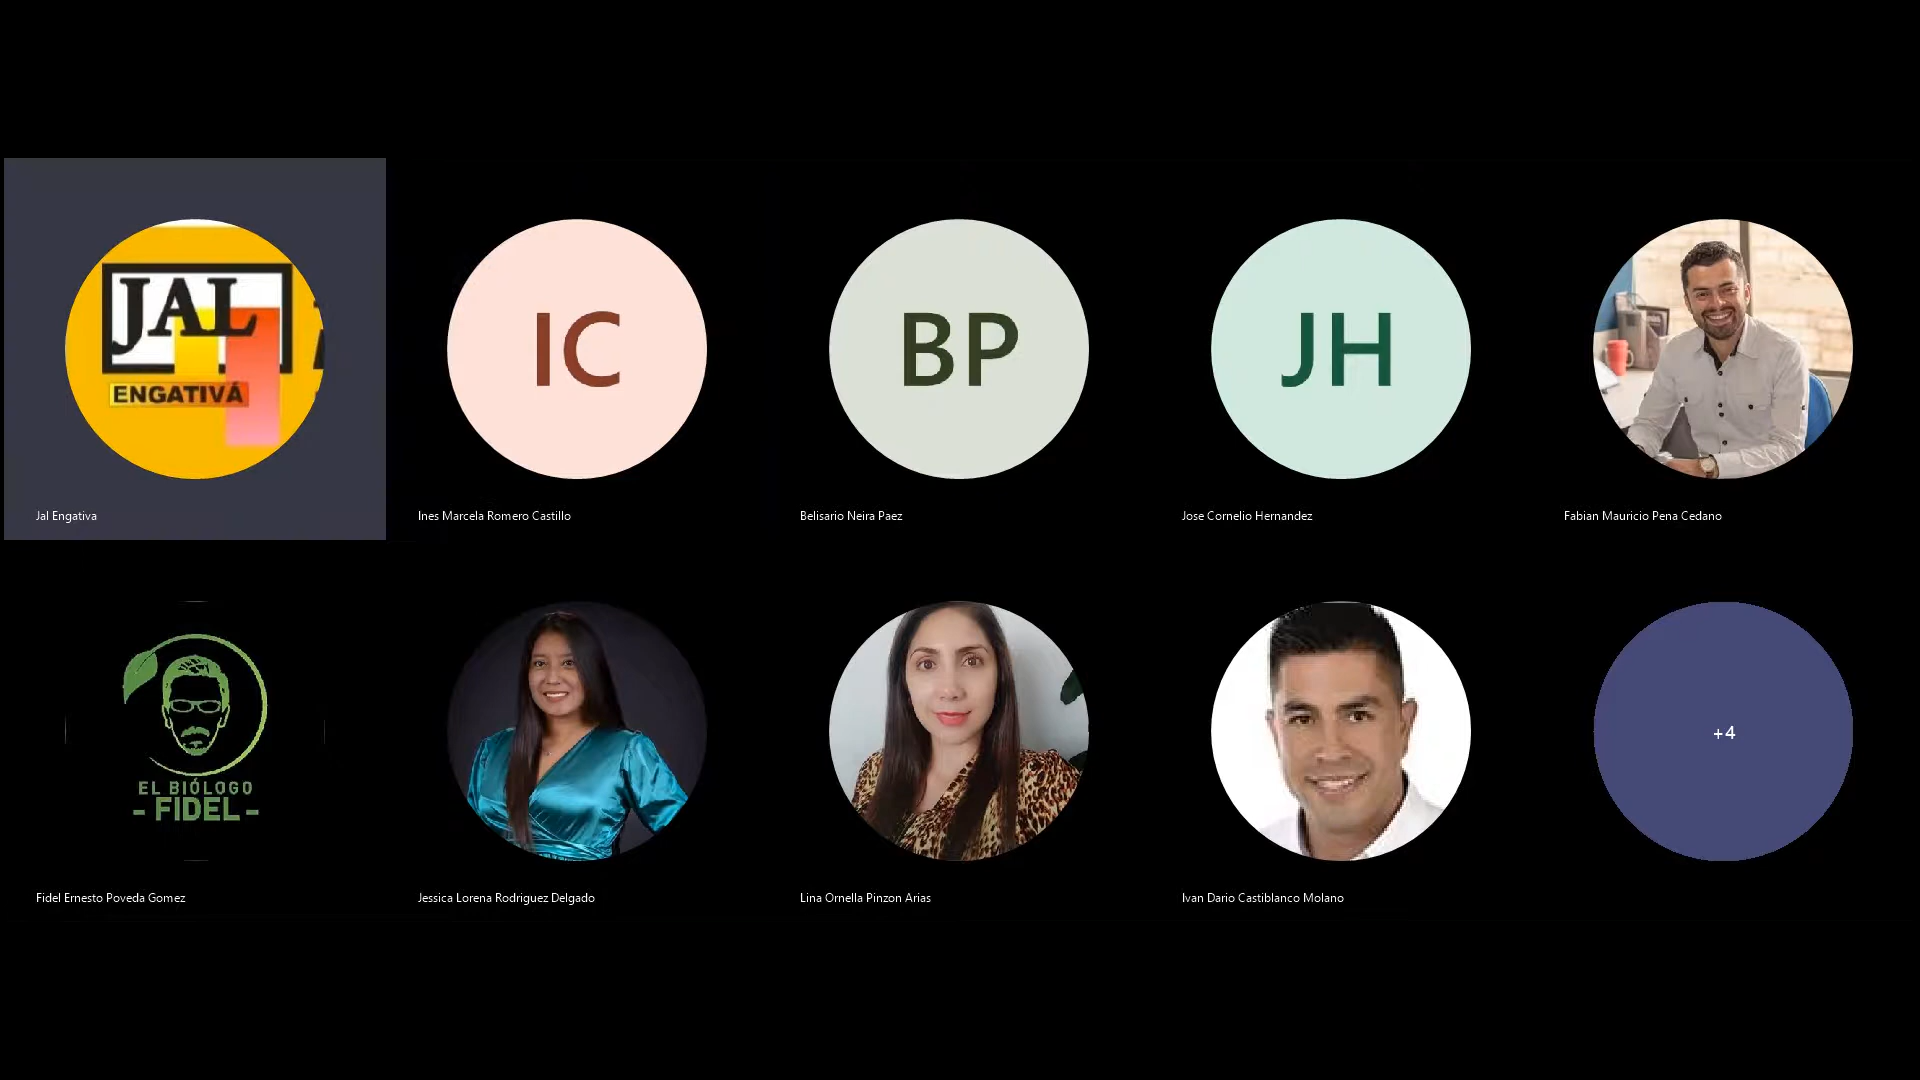 JAL
ENGATIVÁ
IC
BP
JH
Jal Engativa
Ines Marcela Romero Castillo
Belisario Neira Paez
Jose Cornelio Hernandez
Fabian Mauricio Pena Cedano
EL BIÓLOGO
- FIDEL -
+4
Fidel Ernesto Poveda Gomez
Jessica Lorena Rodriguez Delgado
Lina Ornella Pinzon Arias
Ivan Dario Castiblanco Molano